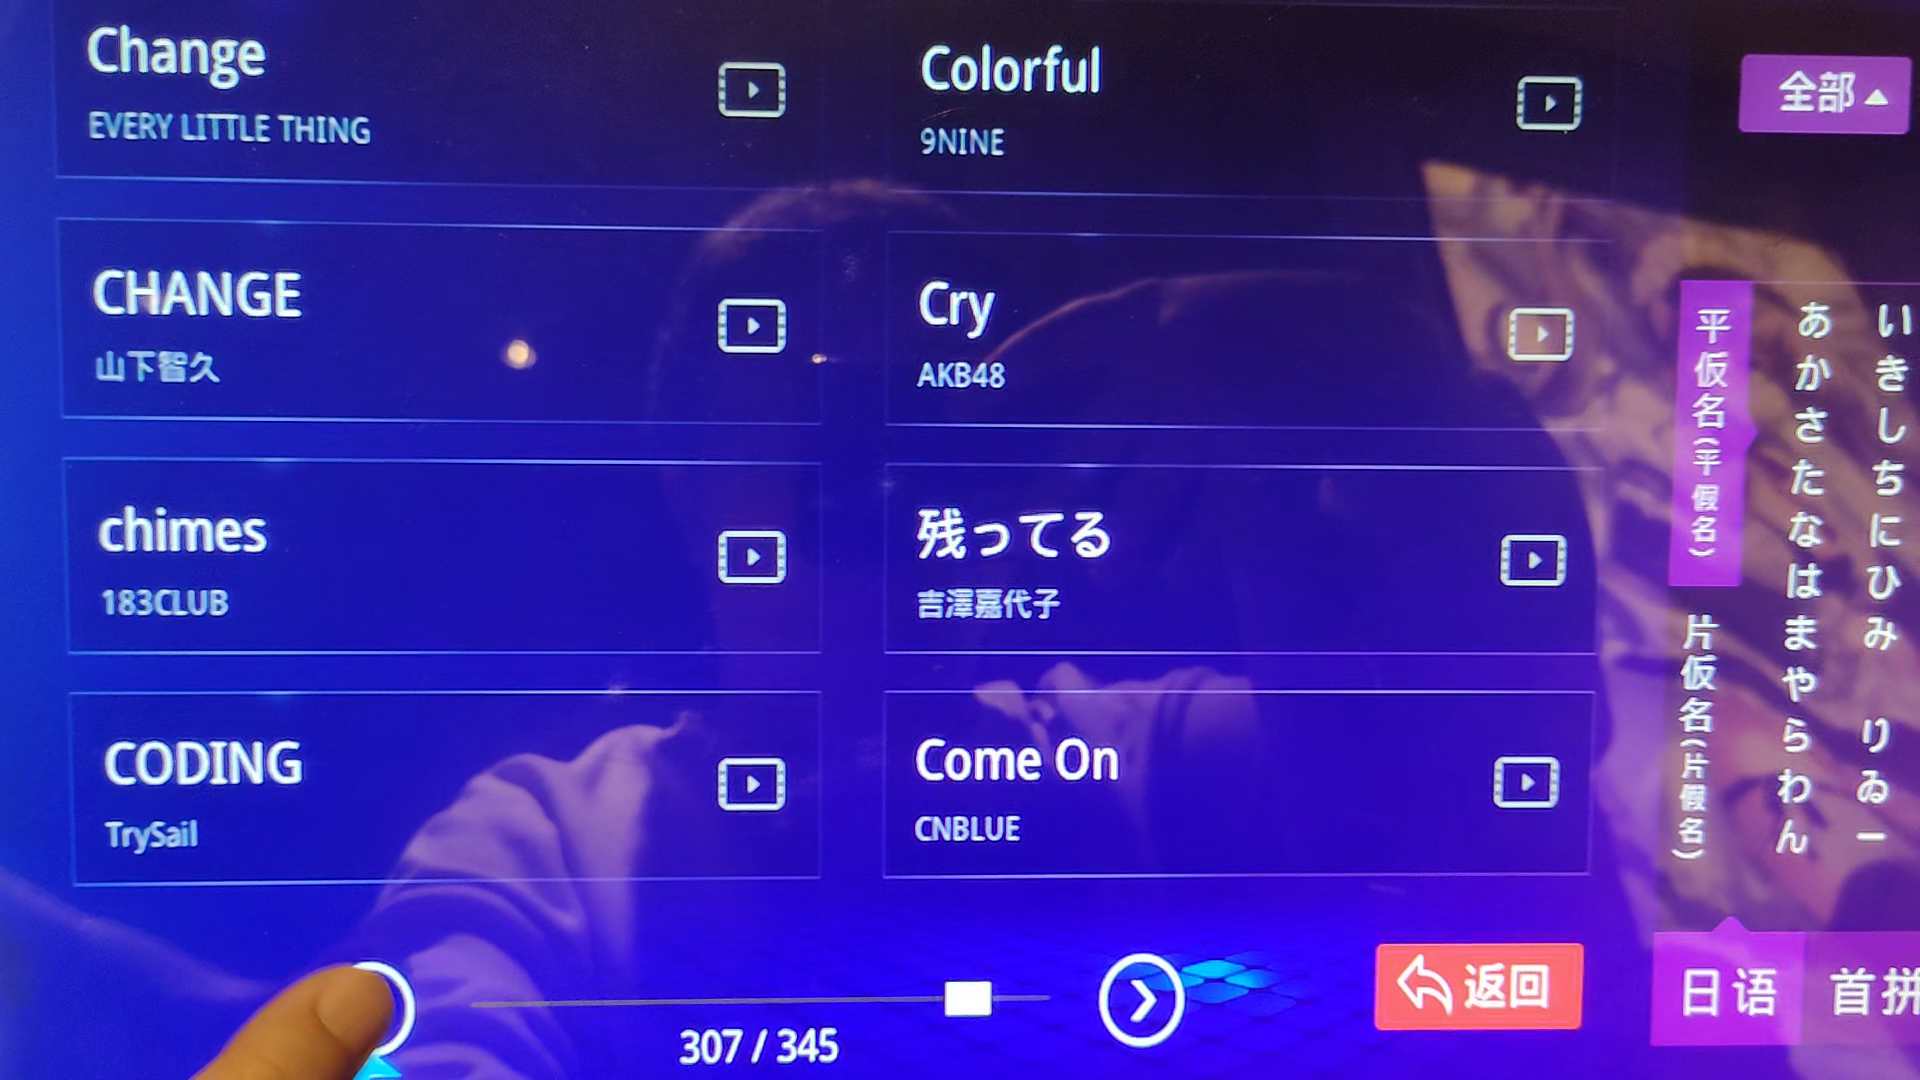 Change
EVERY LITTLE THING
Colorful
9NINE
全部
CHANGE
山下智久
Cry
AKB48
chimes
183CLUB
残ってる
吉澤嘉代子
CODING
TrySail
Come On
CNBLUE
平仮名(平假名)
片仮名(片假名)
あかさたなはまやらわん
いきしちにひみ りゐー
307 / 345
返回
日语
首拼